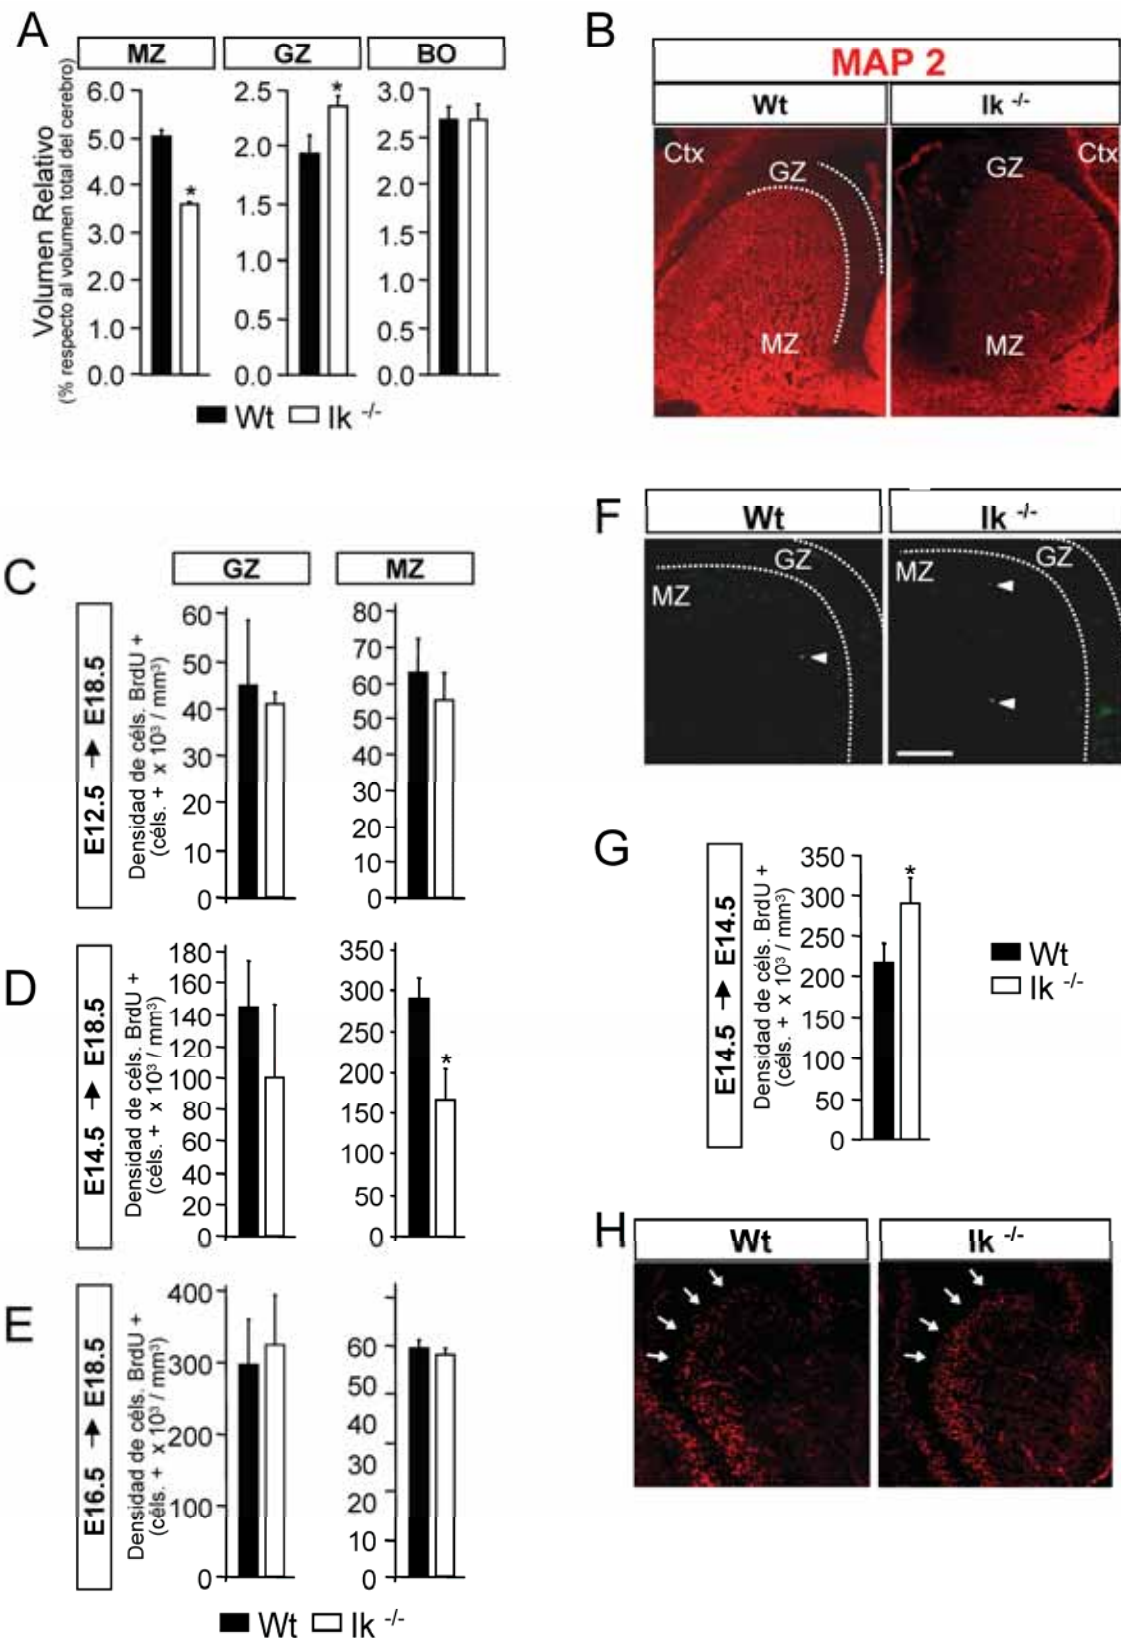 A
MZ
GZ
BO
Volumen Relativo
(% respecto al volumen total del cerebro)
6.0
5.0
4.0
3.0
2.0
1.0
0.0
*
2.5
2.0
1.5
1.0
0.5
0.0
*
3.0
2.5
2.0
1.5
1.0
0.5
0.0
Wt
Ik -/-
B
MAP 2
Wt
Ik -/-
Ctx
GZ
MZ
GZ
Ctx
MZ
C
GZ
MZ
E12.5 → E18.5
Densidad de céls. BrdU +
(céls. + x 10³ / mm³)
60
50
40
30
20
10
0
80
70
60
50
40
30
20
10
0
D
E14.5 → E18.5
Densidad de céls. BrdU +
(céls. + x 10³ / mm³)
180
160
140
120
100
80
60
40
20
0
350
300
250
200
150
100
50
0
*
E
E16.5 → E18.5
Densidad de céls. BrdU +
(céls. + x 10³ / mm³)
400
300
200
100
0
60
50
40
30
20
10
0
Wt
Ik -/-
F
Wt
Ik -/-
GZ
MZ
GZ
MZ
G
E14.5 → E14.5
Densidad de céls. BrdU +
(céls. + x 10³ / mm³)
350
300
250
200
150
100
50
0
*
Wt
Ik -/-
H
Wt
Ik -/-